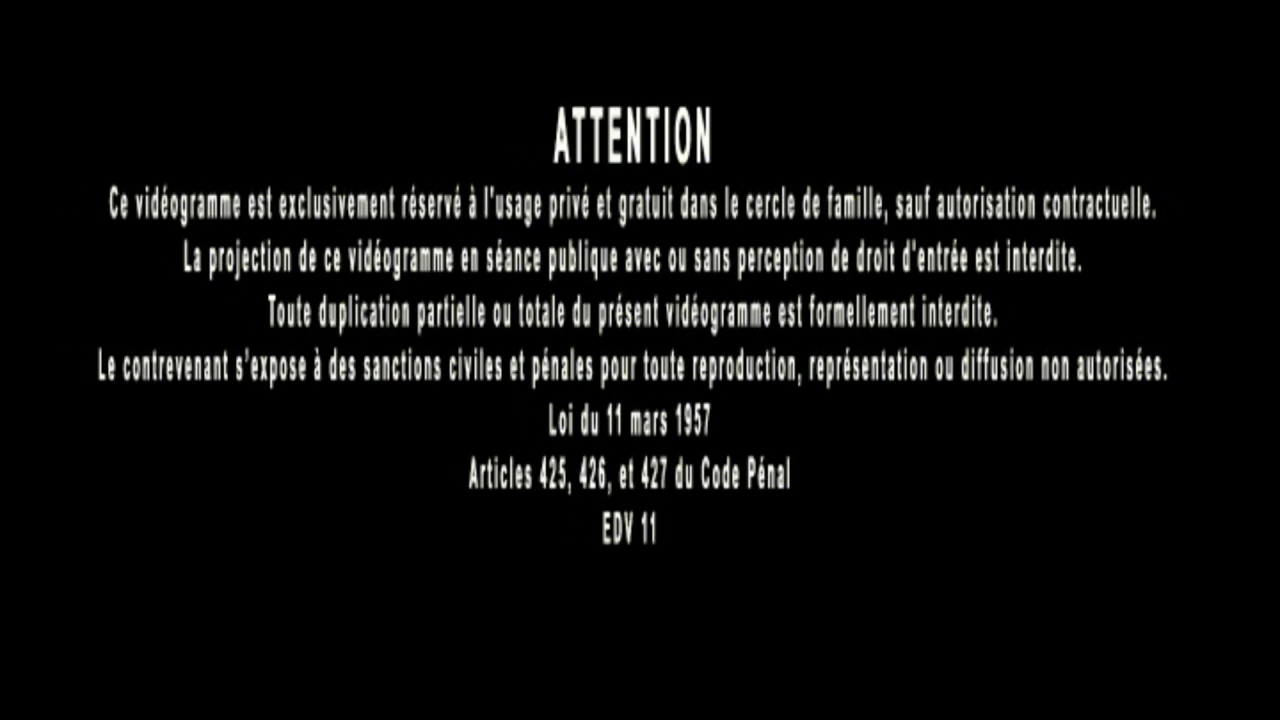 ATTENTION
Ce vidéogramme est exclusivement réservé à l'usage privé et gratuit dans le cercle de famille, sauf autorisation contractuelle.
La projection de ce vidéogramme en séance publique avec ou sans perception de droit d'entrée est interdite.
Toute duplication partielle ou totale du présent vidéogramme est formellement interdite.
Le contrevenant s'expose à des sanctions civiles et pénales pour toute reproduction, représentation ou diffusion non autorisées.
Loi du 11 mars 1957
Articles 425, 426, et 427 du Code Pénal
EDV 11